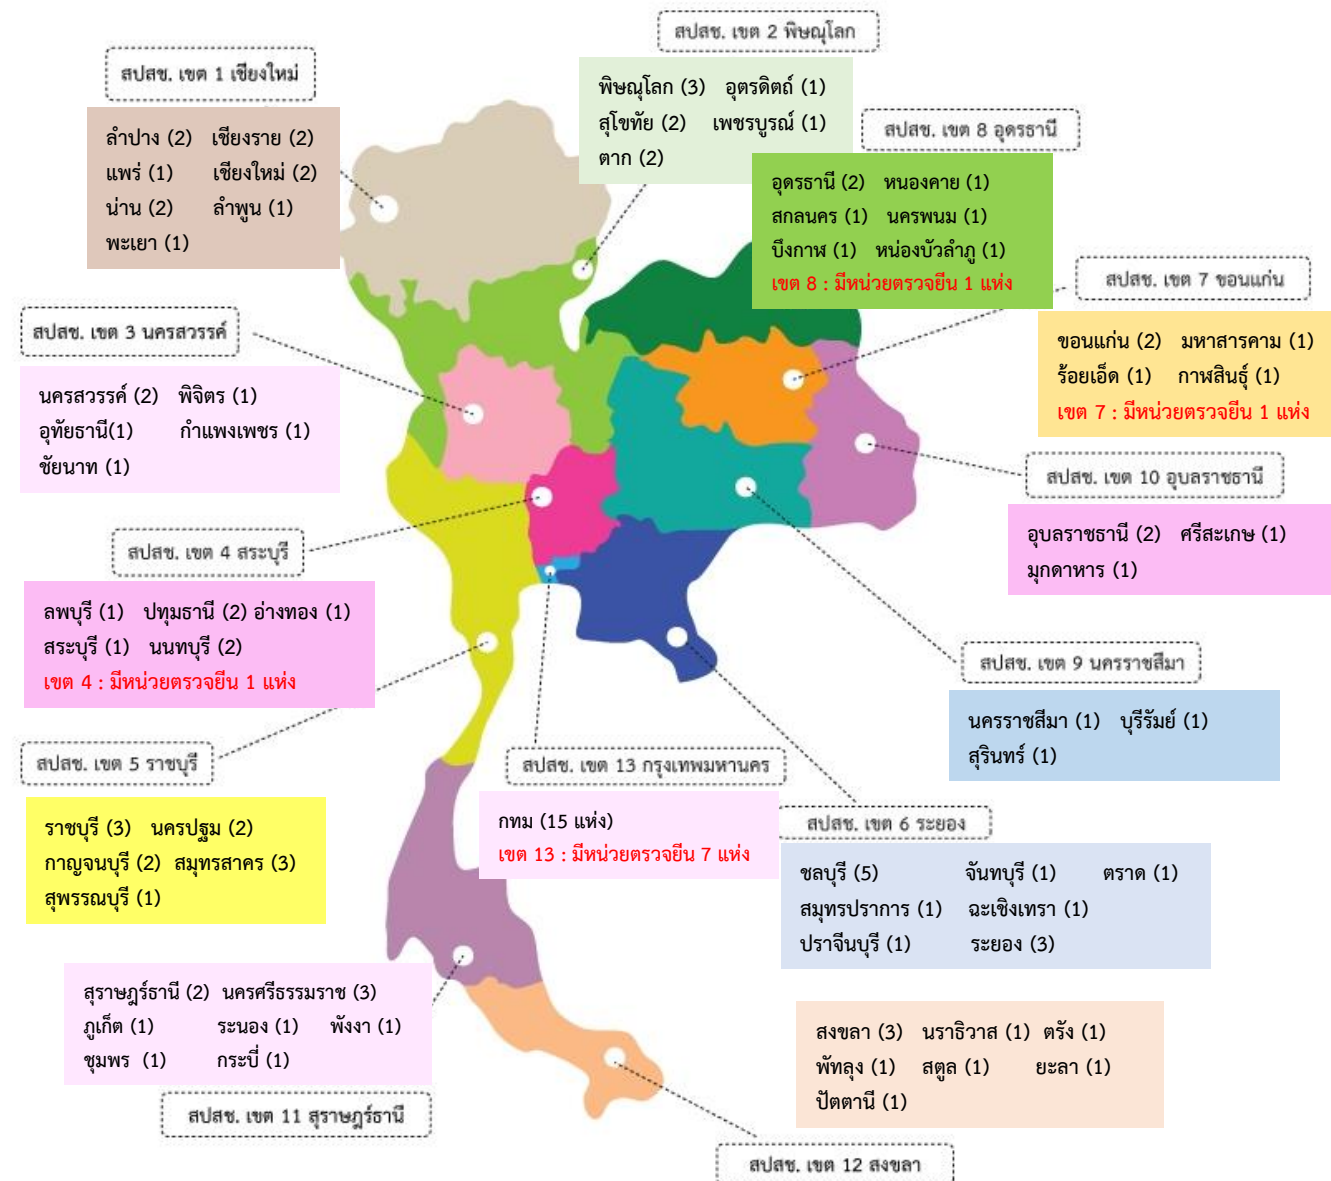 สปสช. เขต 2 พิษณุโลก
พิษณุโลก (3) อุตรดิตถ์ (1)
สุโขทัย (2) เพชรบูรณ์ (1)
ตาก (2)
สปสช. เขต 1 เชียงใหม่
ลำปาง (2) เชียงราย (2)
แพร่ (1) เชียงใหม่ (2)
น่าน (2) ลำพูน (1)
พะเยา (1)
สปสช. เขต 8 อุดรธานี
อุดรธานี (2) หนองคาย (1)
สกลนคร (1) นครพนม (1)
บึงกาฬ (1) หน่องบัวลำภู (1)
เขต 8 : มีหน่วยตรวจยีน 1 แห่ง
สปสช. เขต 7 ขอนแก่น
ขอนแก่น (2) มหาสารคาม (1)
ร้อยเอ็ด (1) กาฬสินธุ์ (1)
เขต 7 : มีหน่วยตรวจยีน 1 แห่ง
สปสช. เขต 3 นครสวรรค์
นครสวรรค์ (2) พิจิตร (1)
อุทัยธานี(1) กำแพงเพชร (1)
ชัยนาท (1)
สปสช. เขต 10 อุบลราชธานี
อุบลราชธานี (2) ศรีสะเกษ (1)
มุกดาหาร (1)
สปสช. เขต 4 สระบุรี
ลพบุรี (1) ปทุมธานี (2) อ่างทอง (1)
สระบุรี (1) นนทบุรี (2)
เขต 4 : มีหน่วยตรวจยีน 1 แห่ง
สปสช. เขต 9 นครราชสีมา
นครราชสีมา (1) บุรีรัมย์ (1)
สุรินทร์ (1)
สปสช. เขต 5 ราชบุรี
ราชบุรี (3) นครปฐม (2)
กาญจนบุรี (2) สมุทรสาคร (3)
สุพรรณบุรี (1)
สปสช. เขต 13 กรุงเทพมหานคร
กทม (15 แห่ง)
เขต 13 : มีหน่วยตรวจยีน 7 แห่ง
สปสช. เขต 6 ระยอง
ชลบุรี (5) จันทบุรี (1) ตราด (1)
สมุทรปราการ (1) ฉะเชิงเทรา (1)
ปราจีนบุรี (1) ระยอง (3)
สุราษฎร์ธานี (2) นครศรีธรรมราช (3)
ภูเก็ต (1) ระนอง (1) พังงา (1)
ชุมพร (1) กระบี่ (1)
สปสช. เขต 11 สุราษฎร์ธานี
สงขลา (3) นราธิวาส (1) ตรัง (1)
พัทลุง (1) สตูล (1) ยะลา (1)
ปัตตานี (1)
สปสช. เขต 12 สงขลา